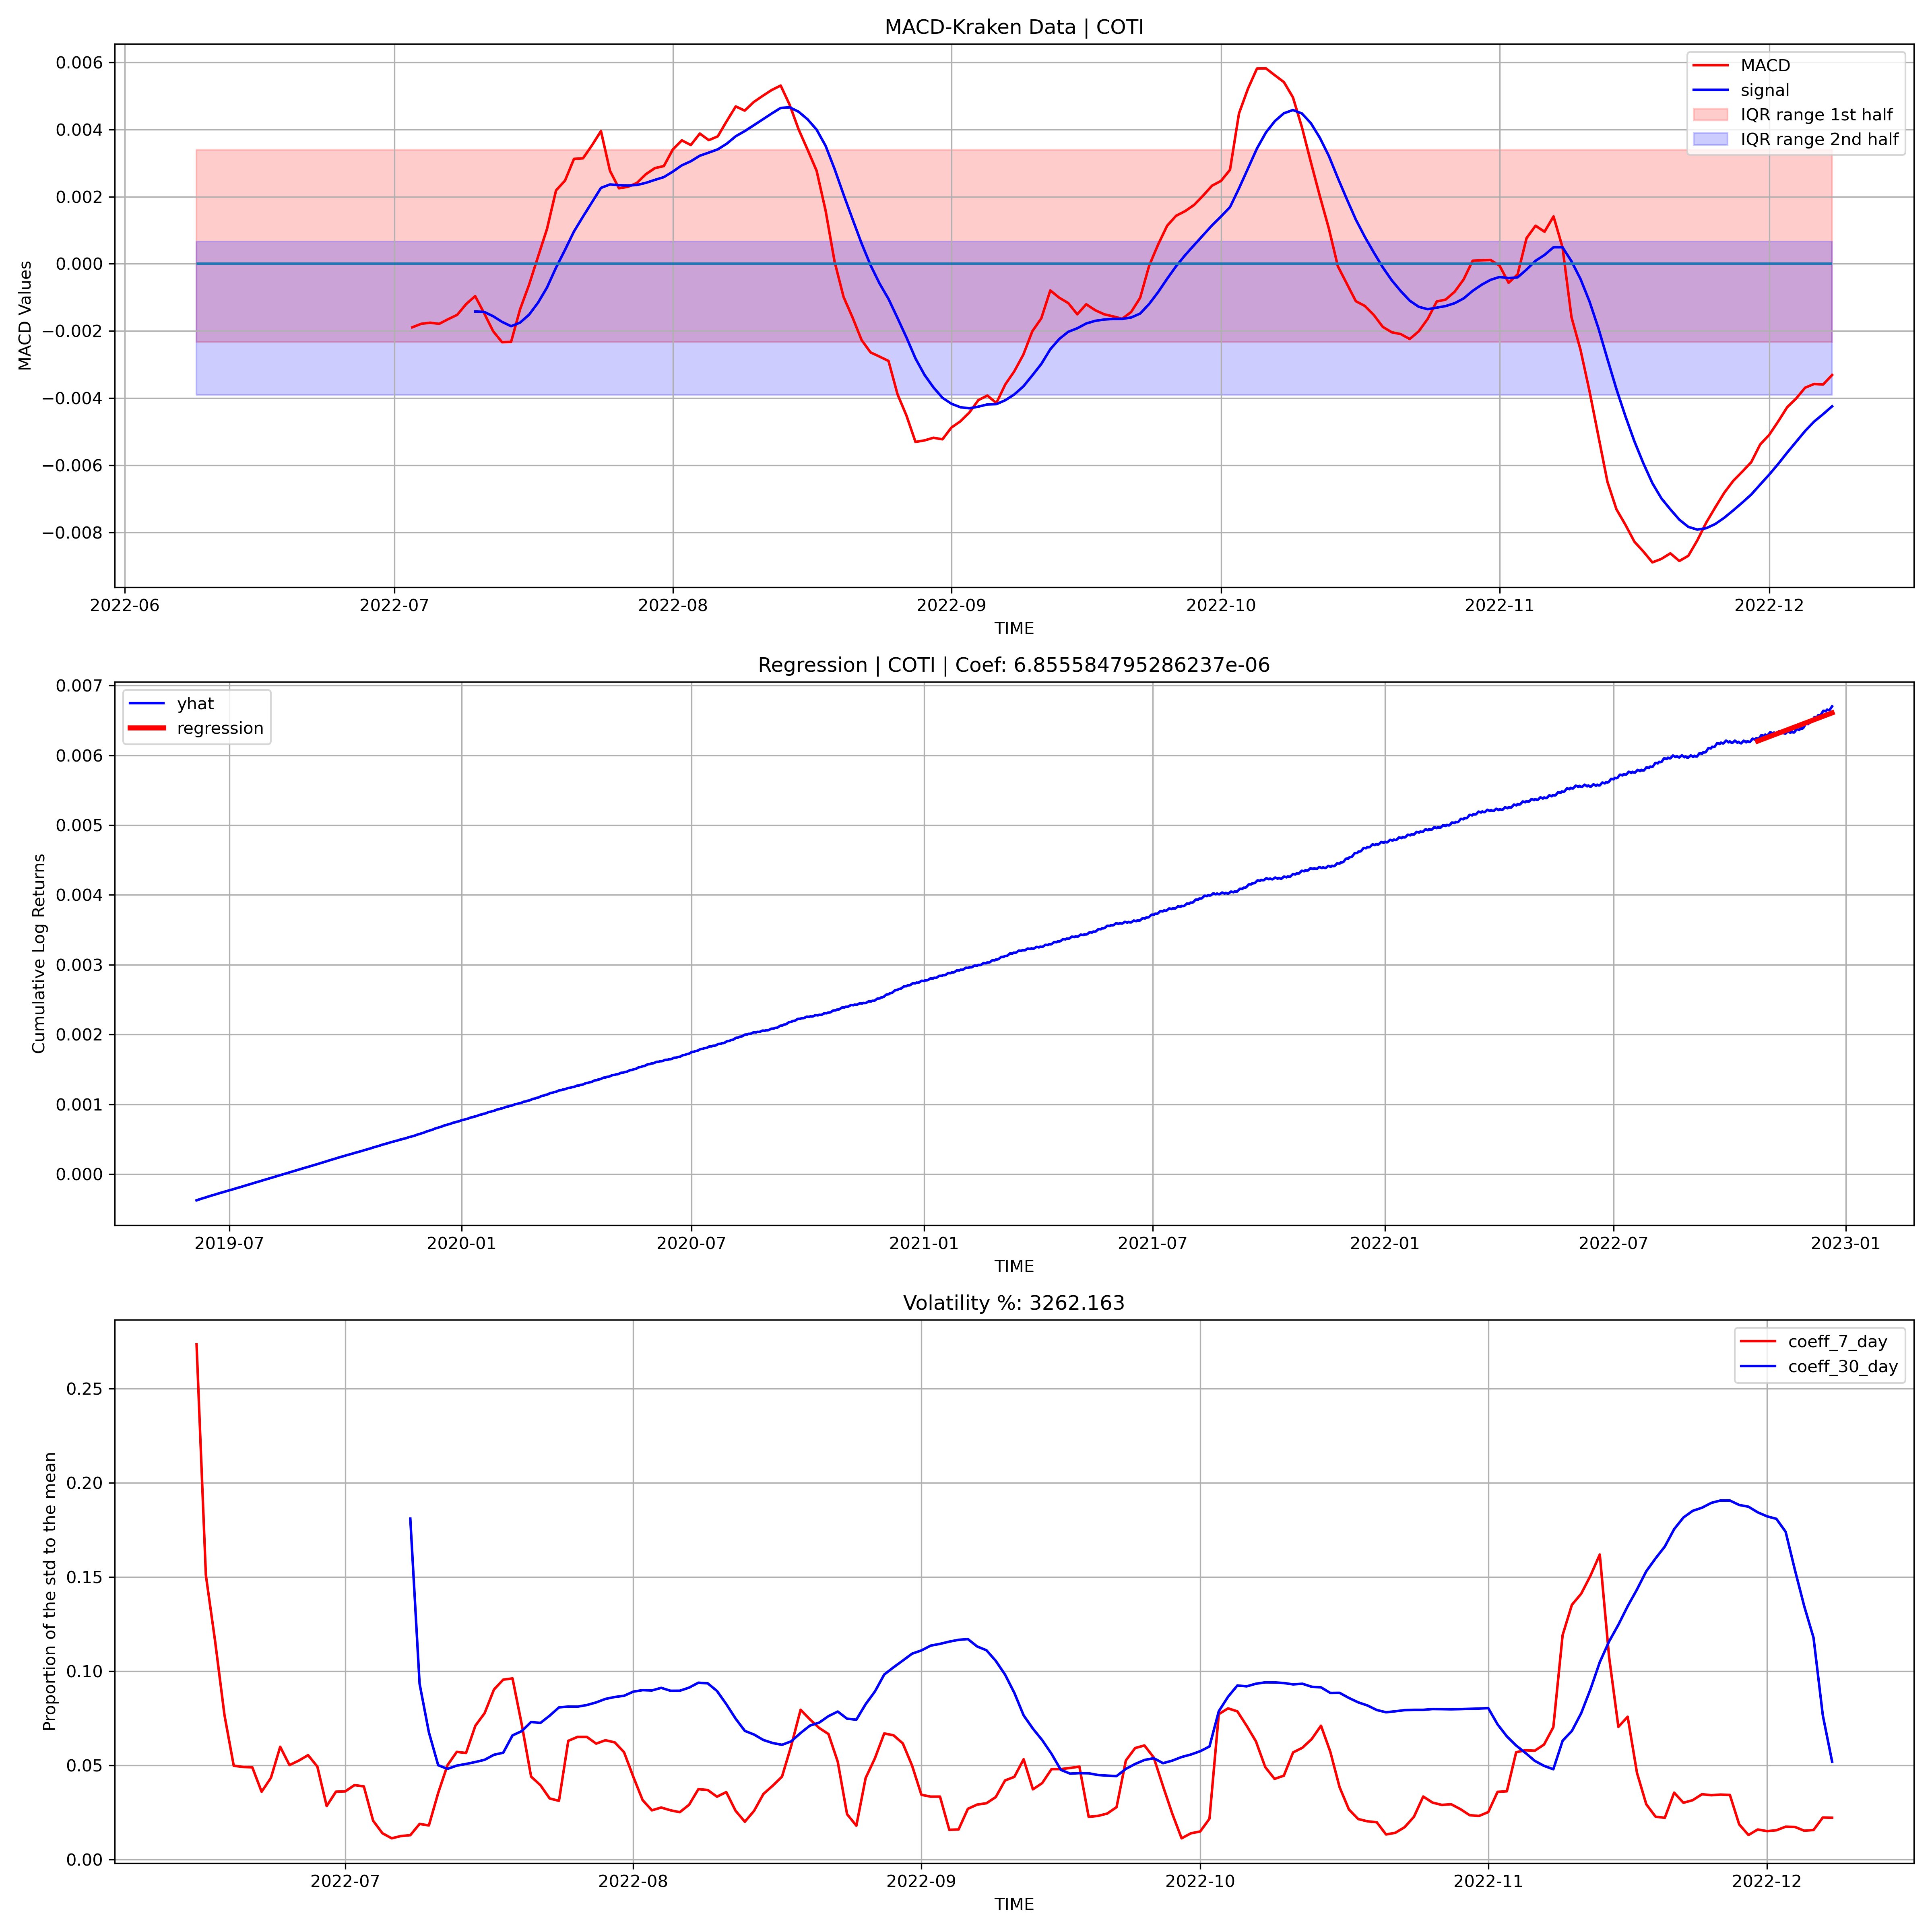 MACD-Kraken Data | COTI
MACD Values
0.006
0.004
0.002
0.000
−0.002
−0.004
−0.006
−0.008
MACD
signal
IQR range 1st half
IQR range 2nd half
2022-06
2022-07
2022-08
2022-09
2022-10
2022-11
2022-12
TIME
Regression | COTI | Coef: 6.855584795286237e-06
Cumulative Log Returns
0.007
0.006
0.005
0.004
0.003
0.002
0.001
0.000
yhat
regression
2019-07
2020-01
2020-07
2021-01
2021-07
2022-01
2022-07
2023-01
TIME
Volatility %: 3262.163
Proportion of the std to the mean
0.25
0.20
0.15
0.10
0.05
0.00
coeff_7_day
coeff_30_day
2022-07
2022-08
2022-09
2022-10
2022-11
2022-12
TIME